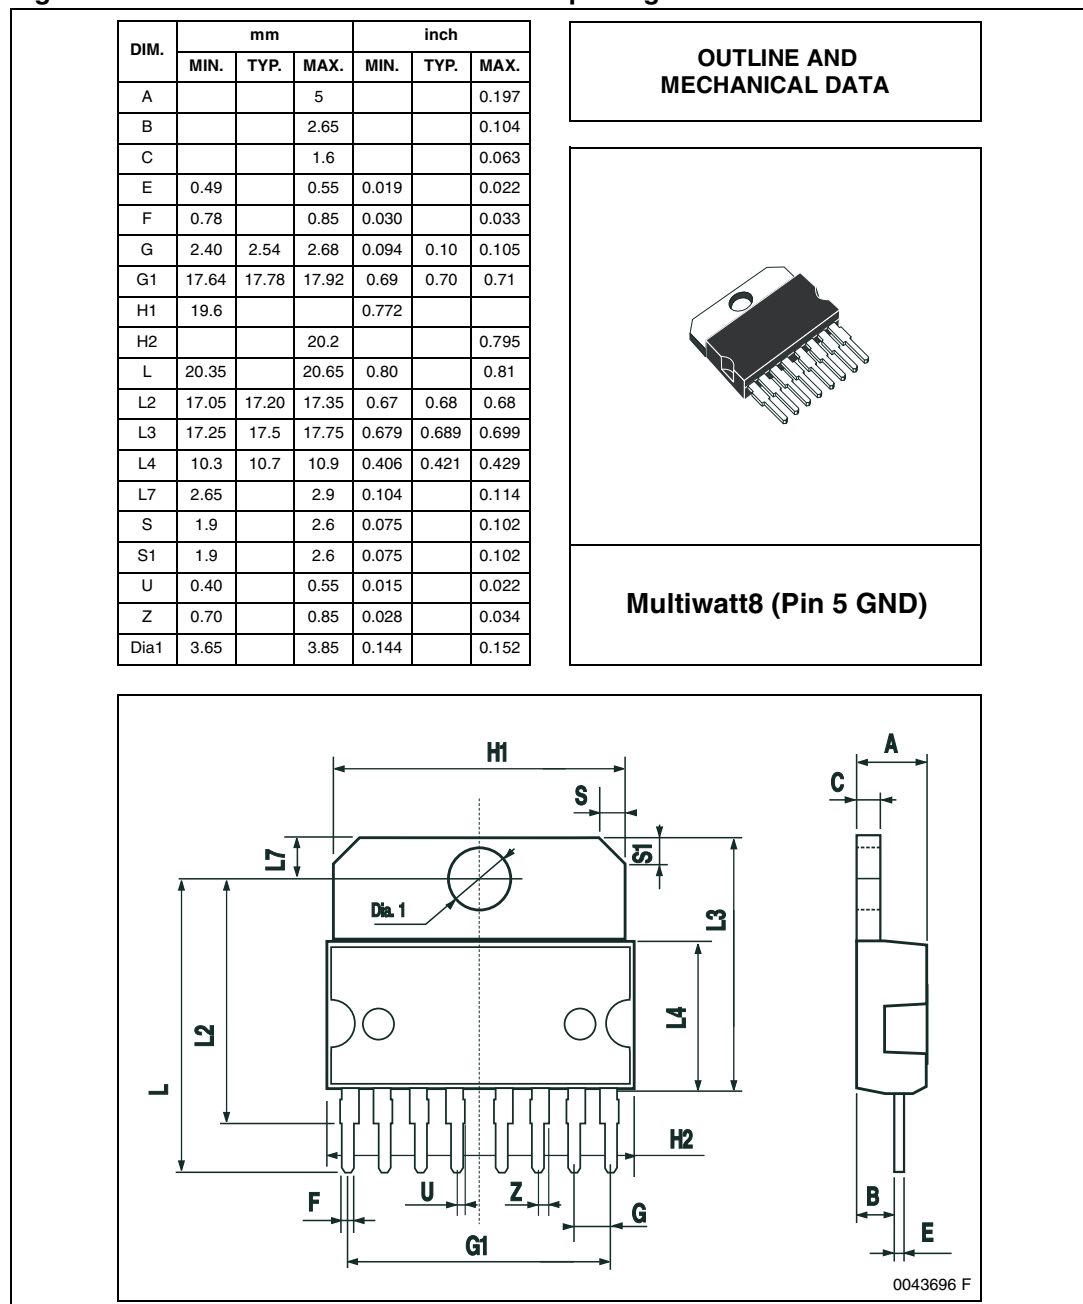 DIM. mm inch
MIN. TYP. MAX. MIN. TYP. MAX.
A 5 0.197
B 2.65 0.104
C 1.6 0.063
E 0.49 0.55 0.019 0.022
F 0.78 0.85 0.030 0.033
G 2.40 2.54 2.68 0.094 0.10 0.105
G1 17.64 17.78 17.92 0.69 0.70 0.71
H1 19.6 0.772
H2 20.2 0.795
L 20.35 20.65 0.80 0.81
L2 17.05 17.20 17.35 0.67 0.68 0.68
L3 17.25 17.5 17.75 0.679 0.689 0.699
L4 10.3 10.7 10.9 0.406 0.421 0.429
L7 2.65 2.9 0.104 0.114
S 1.9 2.6 0.075 0.102
S1 1.9 2.6 0.075 0.102
U 0.40 0.55 0.015 0.022
Z 0.70 0.85 0.028 0.034
Dia1 3.65 3.85 0.144 0.152
OUTLINE AND
MECHANICAL DATA
Multiwatt8 (Pin 5 GND)
H1
A
C
S
L7
S1
Dia. 1
L3
L2
L4
L
H2
F
U
Z
G
B
E
G1
0043696 F